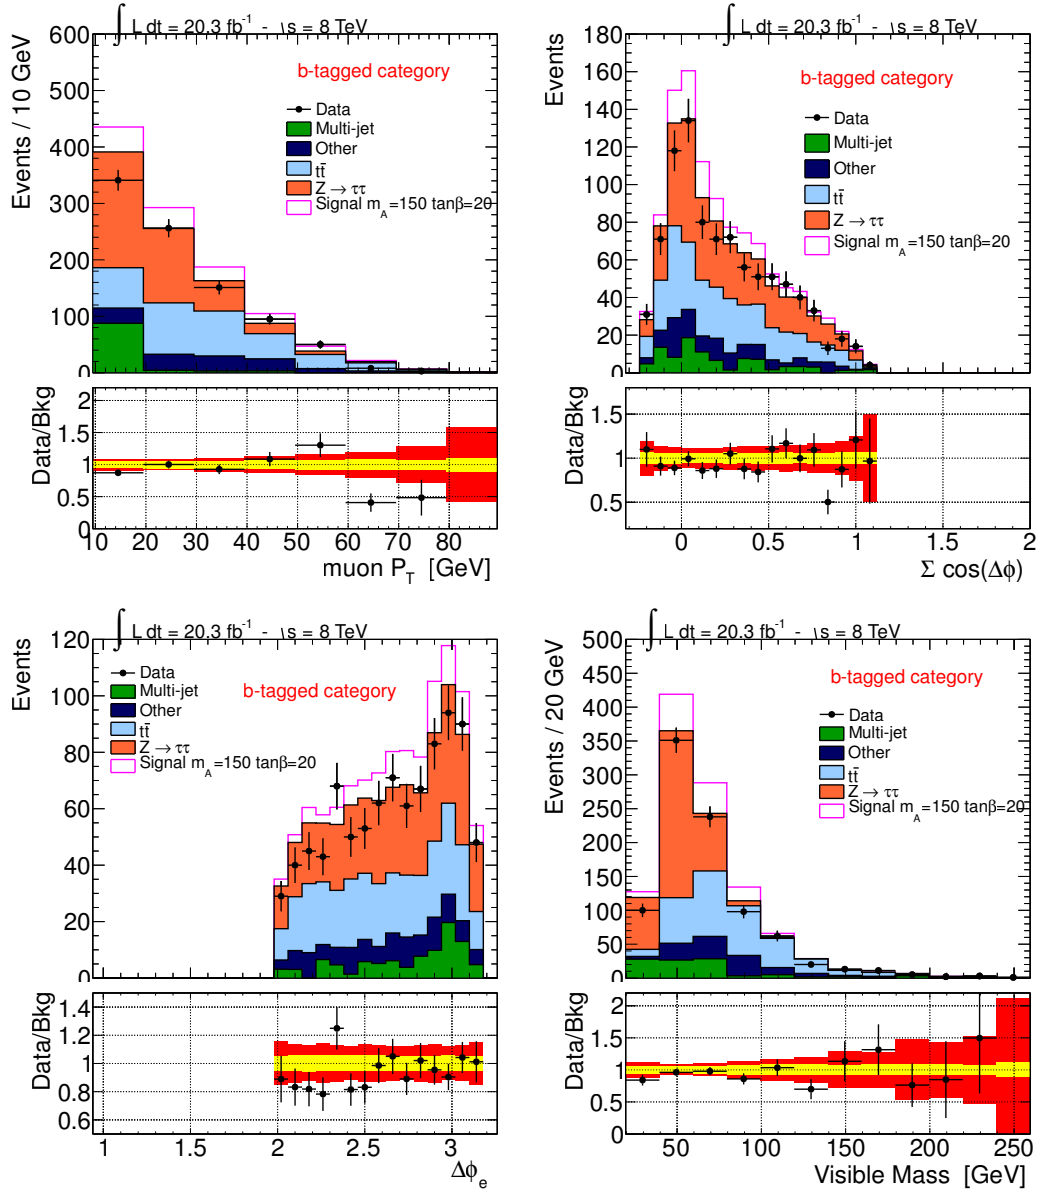 ∫ L dt = 20.3 fb⁻¹ - √s = 8 TeV
Events / 10 GeV
600
500
400
300
200
100
0
b-tagged category
Data
Multi-jet
Other
tt̄
Z → ττ
Signal m_A=150 tanβ=20
Data/Bkg
2
1.5
1
0.5
0
10 20 30 40 50 60 70 80
muon P_T [GeV]
∫ L dt = 20.3 fb⁻¹ - √s = 8 TeV
Events
180
160
140
120
100
80
60
40
20
0
b-tagged category
Data
Multi-jet
Other
tt̄
Z → ττ
Signal m_A=150 tanβ=20
Data/Bkg
1.5
1
0.5
0 0.5 1 1.5 2
Σ cos(Δϕ)
∫ L dt = 20.3 fb⁻¹ - √s = 8 TeV
Events
120
100
80
60
40
20
0
Data
b-tagged category
Multi-jet
Other
tt̄
Z → ττ
Signal m_A=150 tanβ=20
Data/Bkg
1.4
1.2
1
0.8
0.6
1 1.5 2 2.5 3
Δϕ_e
∫ L dt = 20.3 fb⁻¹ - √s = 8 TeV
Events / 20 GeV
500
450
400
350
300
250
200
150
100
50
0
b-tagged category
Data
Multi-jet
Other
tt̄
Z → ττ
Signal m_A=150 tanβ=20
Data/Bkg
2
1.5
1
0.5
0
50 100 150 200 250
Visible Mass [GeV]